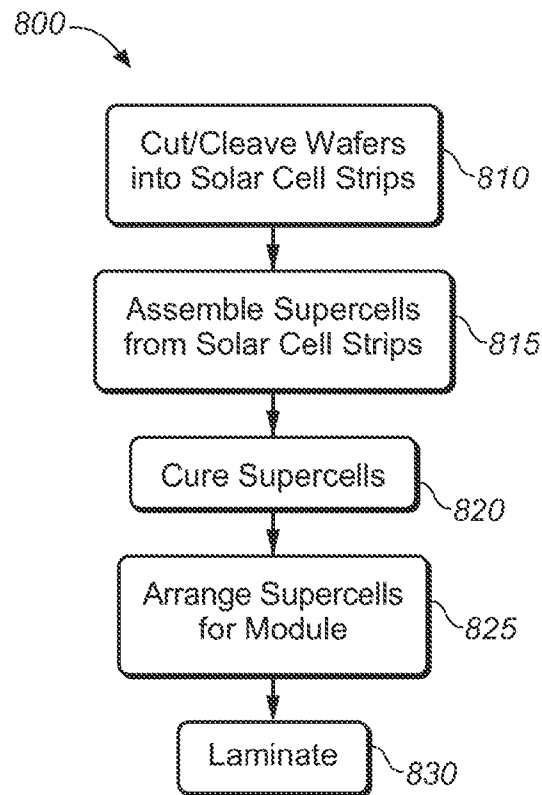 800
Cut/Cleave Wafers
into Solar Cell Strips
810
Assemble Supercells
from Solar Cell Strips
815
Cure Supercells
820
Arrange Supercells
for Module
825
Laminate
830